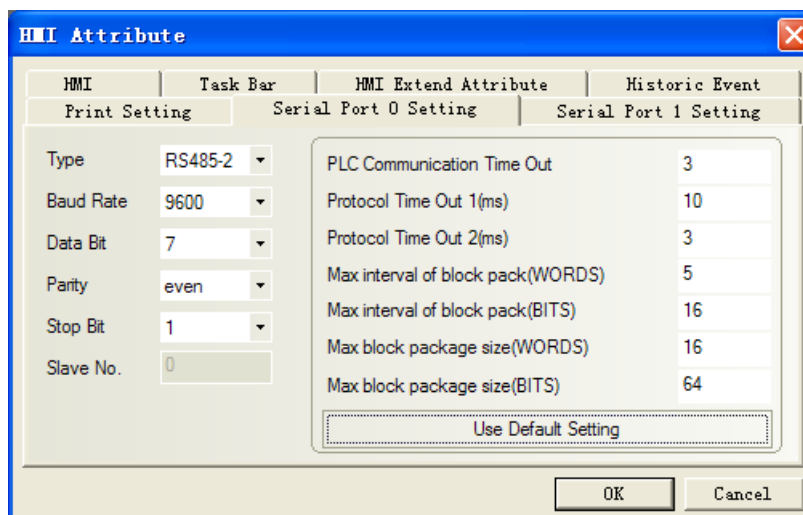 HMI Attribute
HMI Task Bar HMI Extend Attribute Historic Event
Print Setting Serial Port 0 Setting Serial Port 1 Setting
Type RS485-2
Baud Rate 9600
Data Bit 7
Parity even
Stop Bit 1
Slave No. 0
PLC Communication Time Out 3
Protocol Time Out 1(ms) 10
Protocol Time Out 2(ms) 3
Max interval of block pack(WORDS) 5
Max interval of block pack(BITS) 16
Max block package size(WORDS) 16
Max block package size(BITS) 64
Use Default Setting
OK Cancel